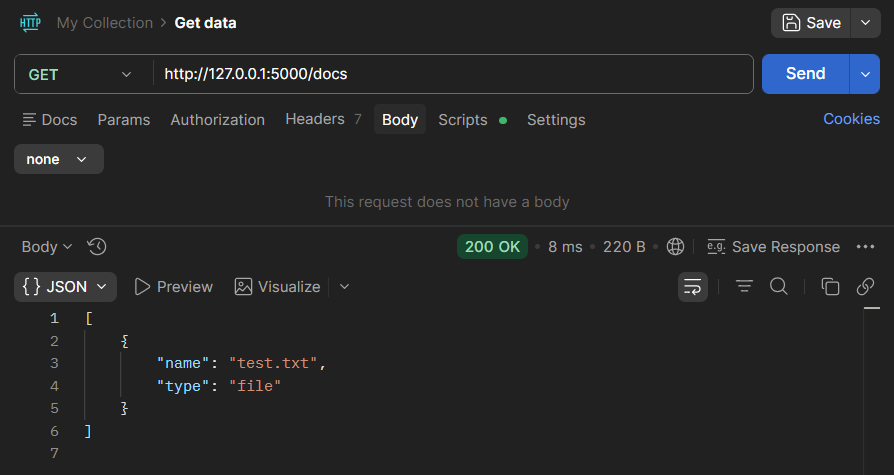 HTTP My Collection > Get data Save
GET http://127.0.0.1:5000/docs Send
Docs Params Authorization Headers 7 Body Scripts Settings Cookies
none
This request does not have a body
Body 200 OK • 8 ms • 220 B • e.g. Save Response •••
{} JSON Preview Visualize
1 [
2 {
3 "name": "test.txt",
4 "type": "file"
5 }
6 ]
7